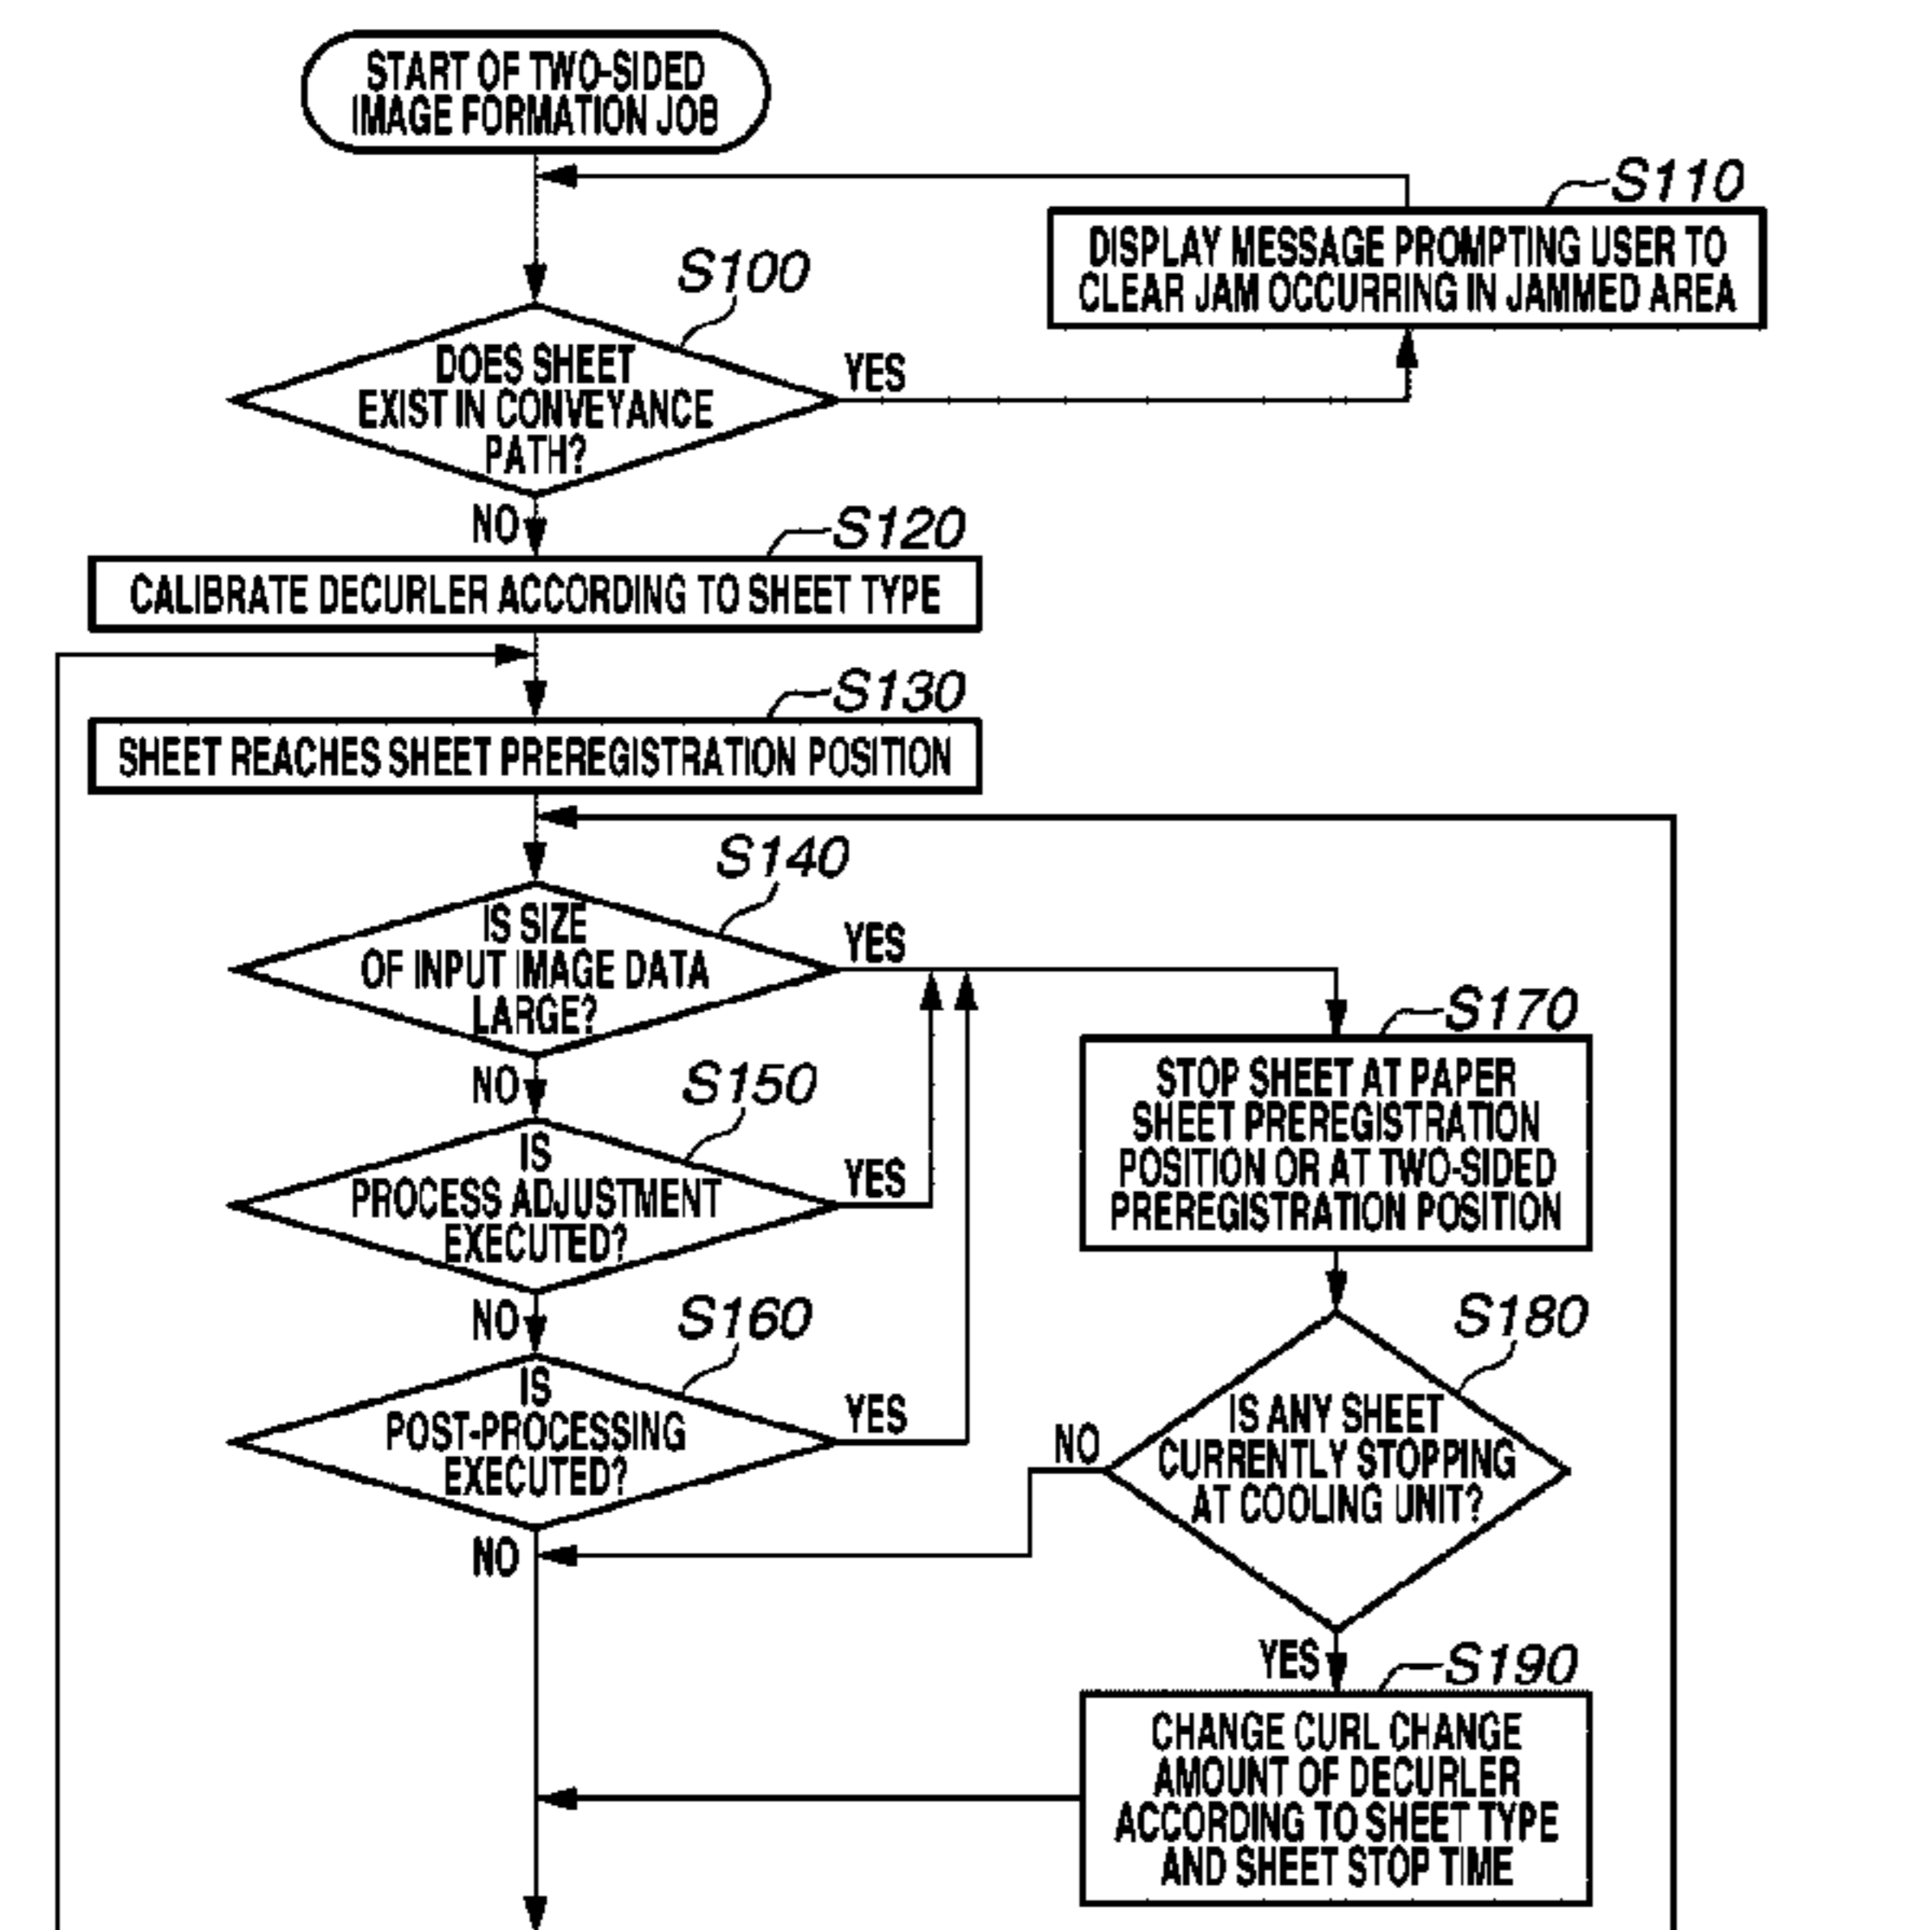 START OF TWO-SIDED
IMAGE FORMATION JOB
S110
DISPLAY MESSAGE PROMPTING USER TO
CLEAR JAM OCCURRING IN JAMMED AREA
S100
DOES SHEET
EXIST IN CONVEYANCE
PATH?
YES
NO
S120
CALIBRATE DECURLER ACCORDING TO SHEET TYPE
S130
SHEET REACHES SHEET PREREGISTRATION POSITION
S140
IS SIZE
OF INPUT IMAGE DATA
LARGE?
YES
NO
S150
IS
PROCESS ADJUSTMENT
EXECUTED?
YES
NO
S160
IS
POST-PROCESSING
EXECUTED?
YES
NO
S170
STOP SHEET AT PAPER
SHEET PREREGISTRATION
POSITION OR AT TWO-SIDED
PREREGISTRATION POSITION
S180
IS ANY SHEET
CURRENTLY STOPPING
AT COOLING UNIT?
NO
YES
S190
CHANGE CURL CHANGE
AMOUNT OF DECURLER
ACCORDING TO SHEET TYPE
AND SHEET STOP TIME